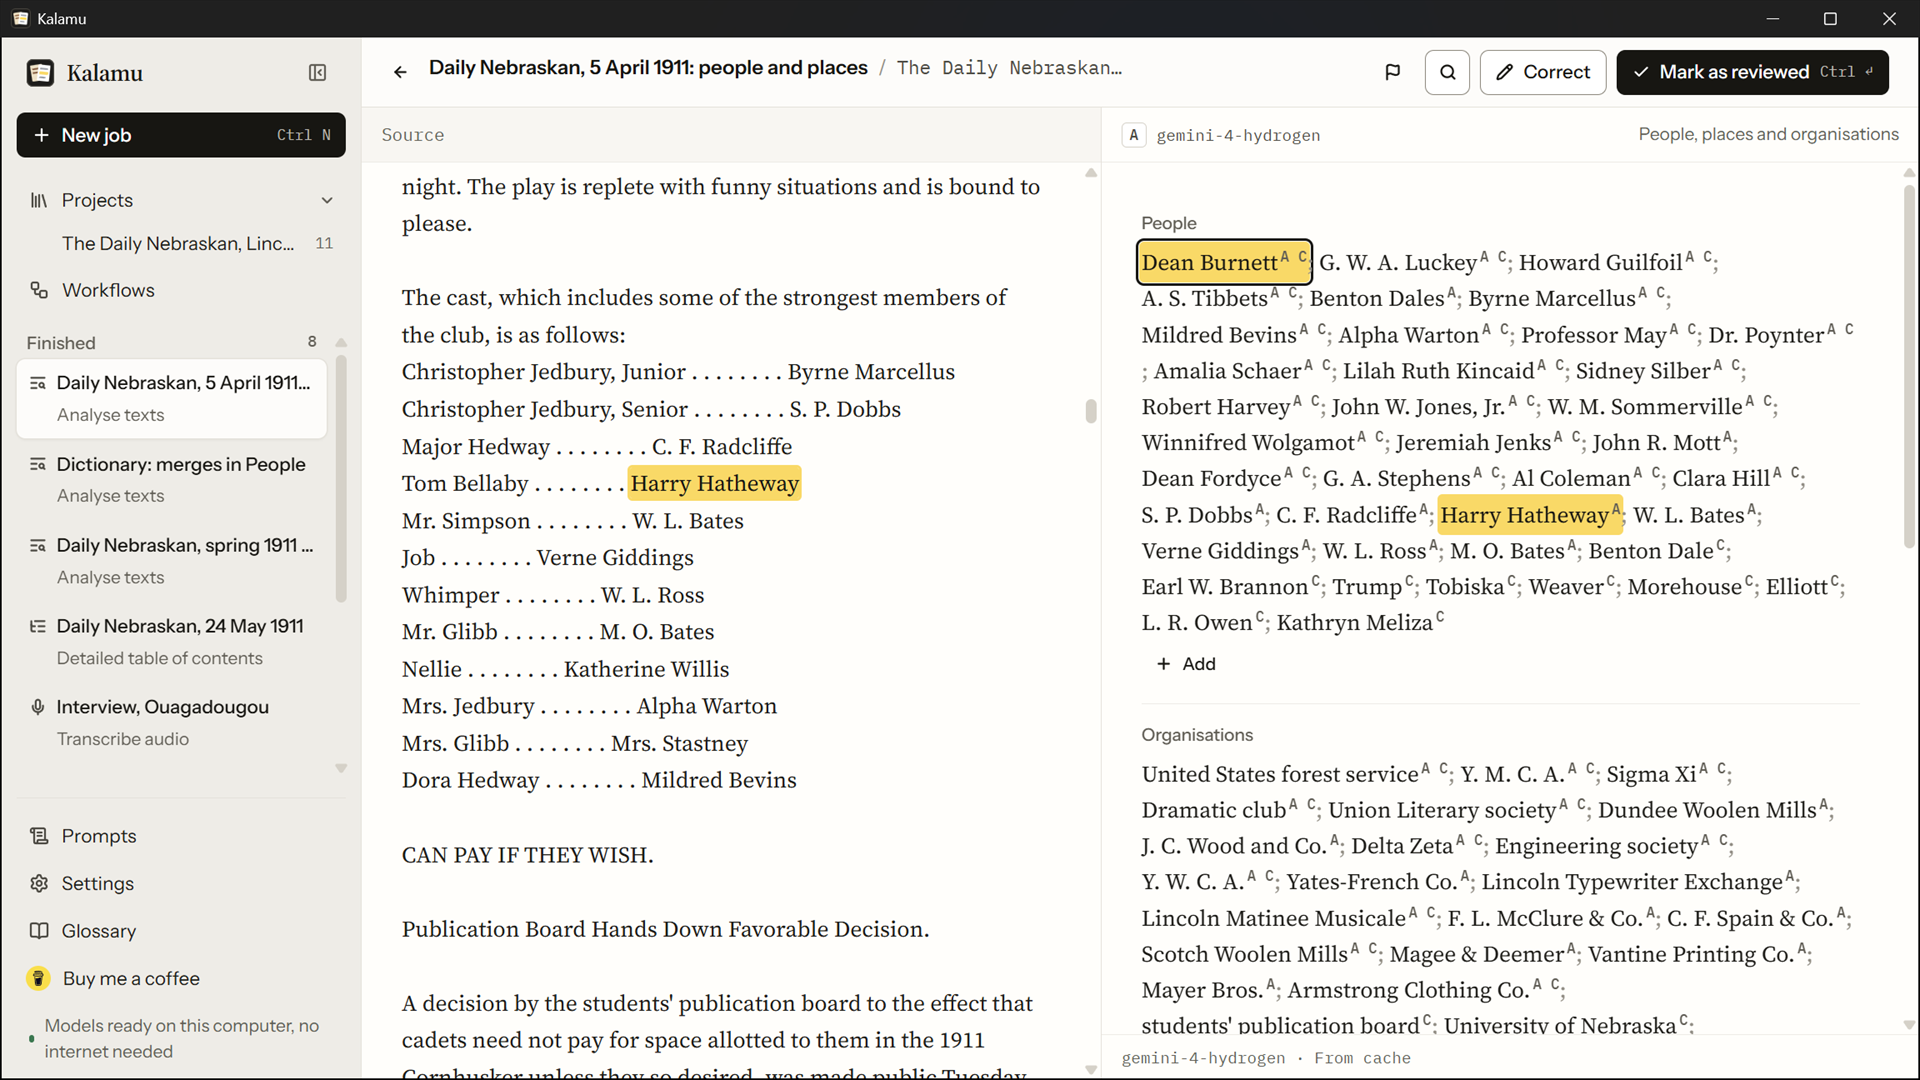 Kalamu
Kalamu
New job Ctrl N
Projects
The Daily Nebraskan, Linc... 11
Workflows
Finished 8
Daily Nebraskan, 5 April 1911...
Analyse texts
Dictionary: merges in People
Analyse texts
Daily Nebraskan, spring 1911 ...
Analyse texts
Daily Nebraskan, 24 May 1911
Detailed table of contents
Interview, Ouagadougou
Transcribe audio
Prompts
Settings
Glossary
Buy me a coffee
Models ready on this computer, no
internet needed
Daily Nebraskan, 5 April 1911: people and places / The Daily Nebraskan…
Correct
Mark as reviewed Ctrl ↵
Source
night. The play is replete with funny situations and is bound to
please.
The cast, which includes some of the strongest members of
the club, is as follows:
Christopher Jedbury, Junior . . . . . . . . Byrne Marcellus
Christopher Jedbury, Senior . . . . . . . . S. P. Dobbs
Major Hedway . . . . . . . . C. F. Radcliffe
Tom Bellaby . . . . . . . . Harry Hatheway
Mr. Simpson . . . . . . . . W. L. Bates
Job . . . . . . . . Verne Giddings
Whimper . . . . . . . . W. L. Ross
Mr. Glibb . . . . . . . . M. O. Bates
Nellie . . . . . . . . Katherine Willis
Mrs. Jedbury . . . . . . . . Alpha Warton
Mrs. Glibb . . . . . . . . Mrs. Stastney
Dora Hedway . . . . . . . . Mildred Bevins
CAN PAY IF THEY WISH.
Publication Board Hands Down Favorable Decision.
A decision by the students' publication board to the effect that
cadets need not pay for space allotted to them in the 1911
Cornhusker unless they so desired, was made public Tuesday
A gemini-4-hydrogen People, places and organisations
People
Dean Burnett A C; G. W. A. Luckey A C; Howard Guilfoil A C;
A. S. Tibbets A C; Benton Dales A; Byrne Marcellus A C;
Mildred Bevins A C; Alpha Warton A C; Professor May A C; Dr. Poynter A C
; Amalia Schaer A C; Lilah Ruth Kincaid A C; Sidney Silber A C;
Robert Harvey A C; John W. Jones, Jr. A C; W. M. Sommerville A C;
Winnifred Wolgamot A C; Jeremiah Jenks A C; John R. Mott A;
Dean Fordyce A C; G. A. Stephens A C; Al Coleman A C; Clara Hill A C;
S. P. Dobbs A; C. F. Radcliffe A; Harry Hatheway A; W. L. Bates A;
Verne Giddings A; W. L. Ross A; M. O. Bates A; Benton Dale C;
Earl W. Brannon C; Trump C; Tobiska C; Weaver C; Morehouse C; Elliott C;
L. R. Owen C; Kathryn Meliza C
Add
Organisations
United States forest service A C; Y. M. C. A. A C; Sigma Xi A C;
Dramatic club A C; Union Literary society A C; Dundee Woolen Mills A;
J. C. Wood and Co. A; Delta Zeta A C; Engineering society A C;
Y. W. C. A. A C; Yates-French Co. A; Lincoln Typewriter Exchange A;
Lincoln Matinee Musicale A C; F. L. McClure & Co. A; C. F. Spain & Co. A;
Scotch Woolen Mills A C; Magee & Deemer A; Vantine Printing Co. A;
Mayer Bros. A; Armstrong Clothing Co. A C;
students' publication board C; University of Nebraska C;
gemini-4-hydrogen · From cache